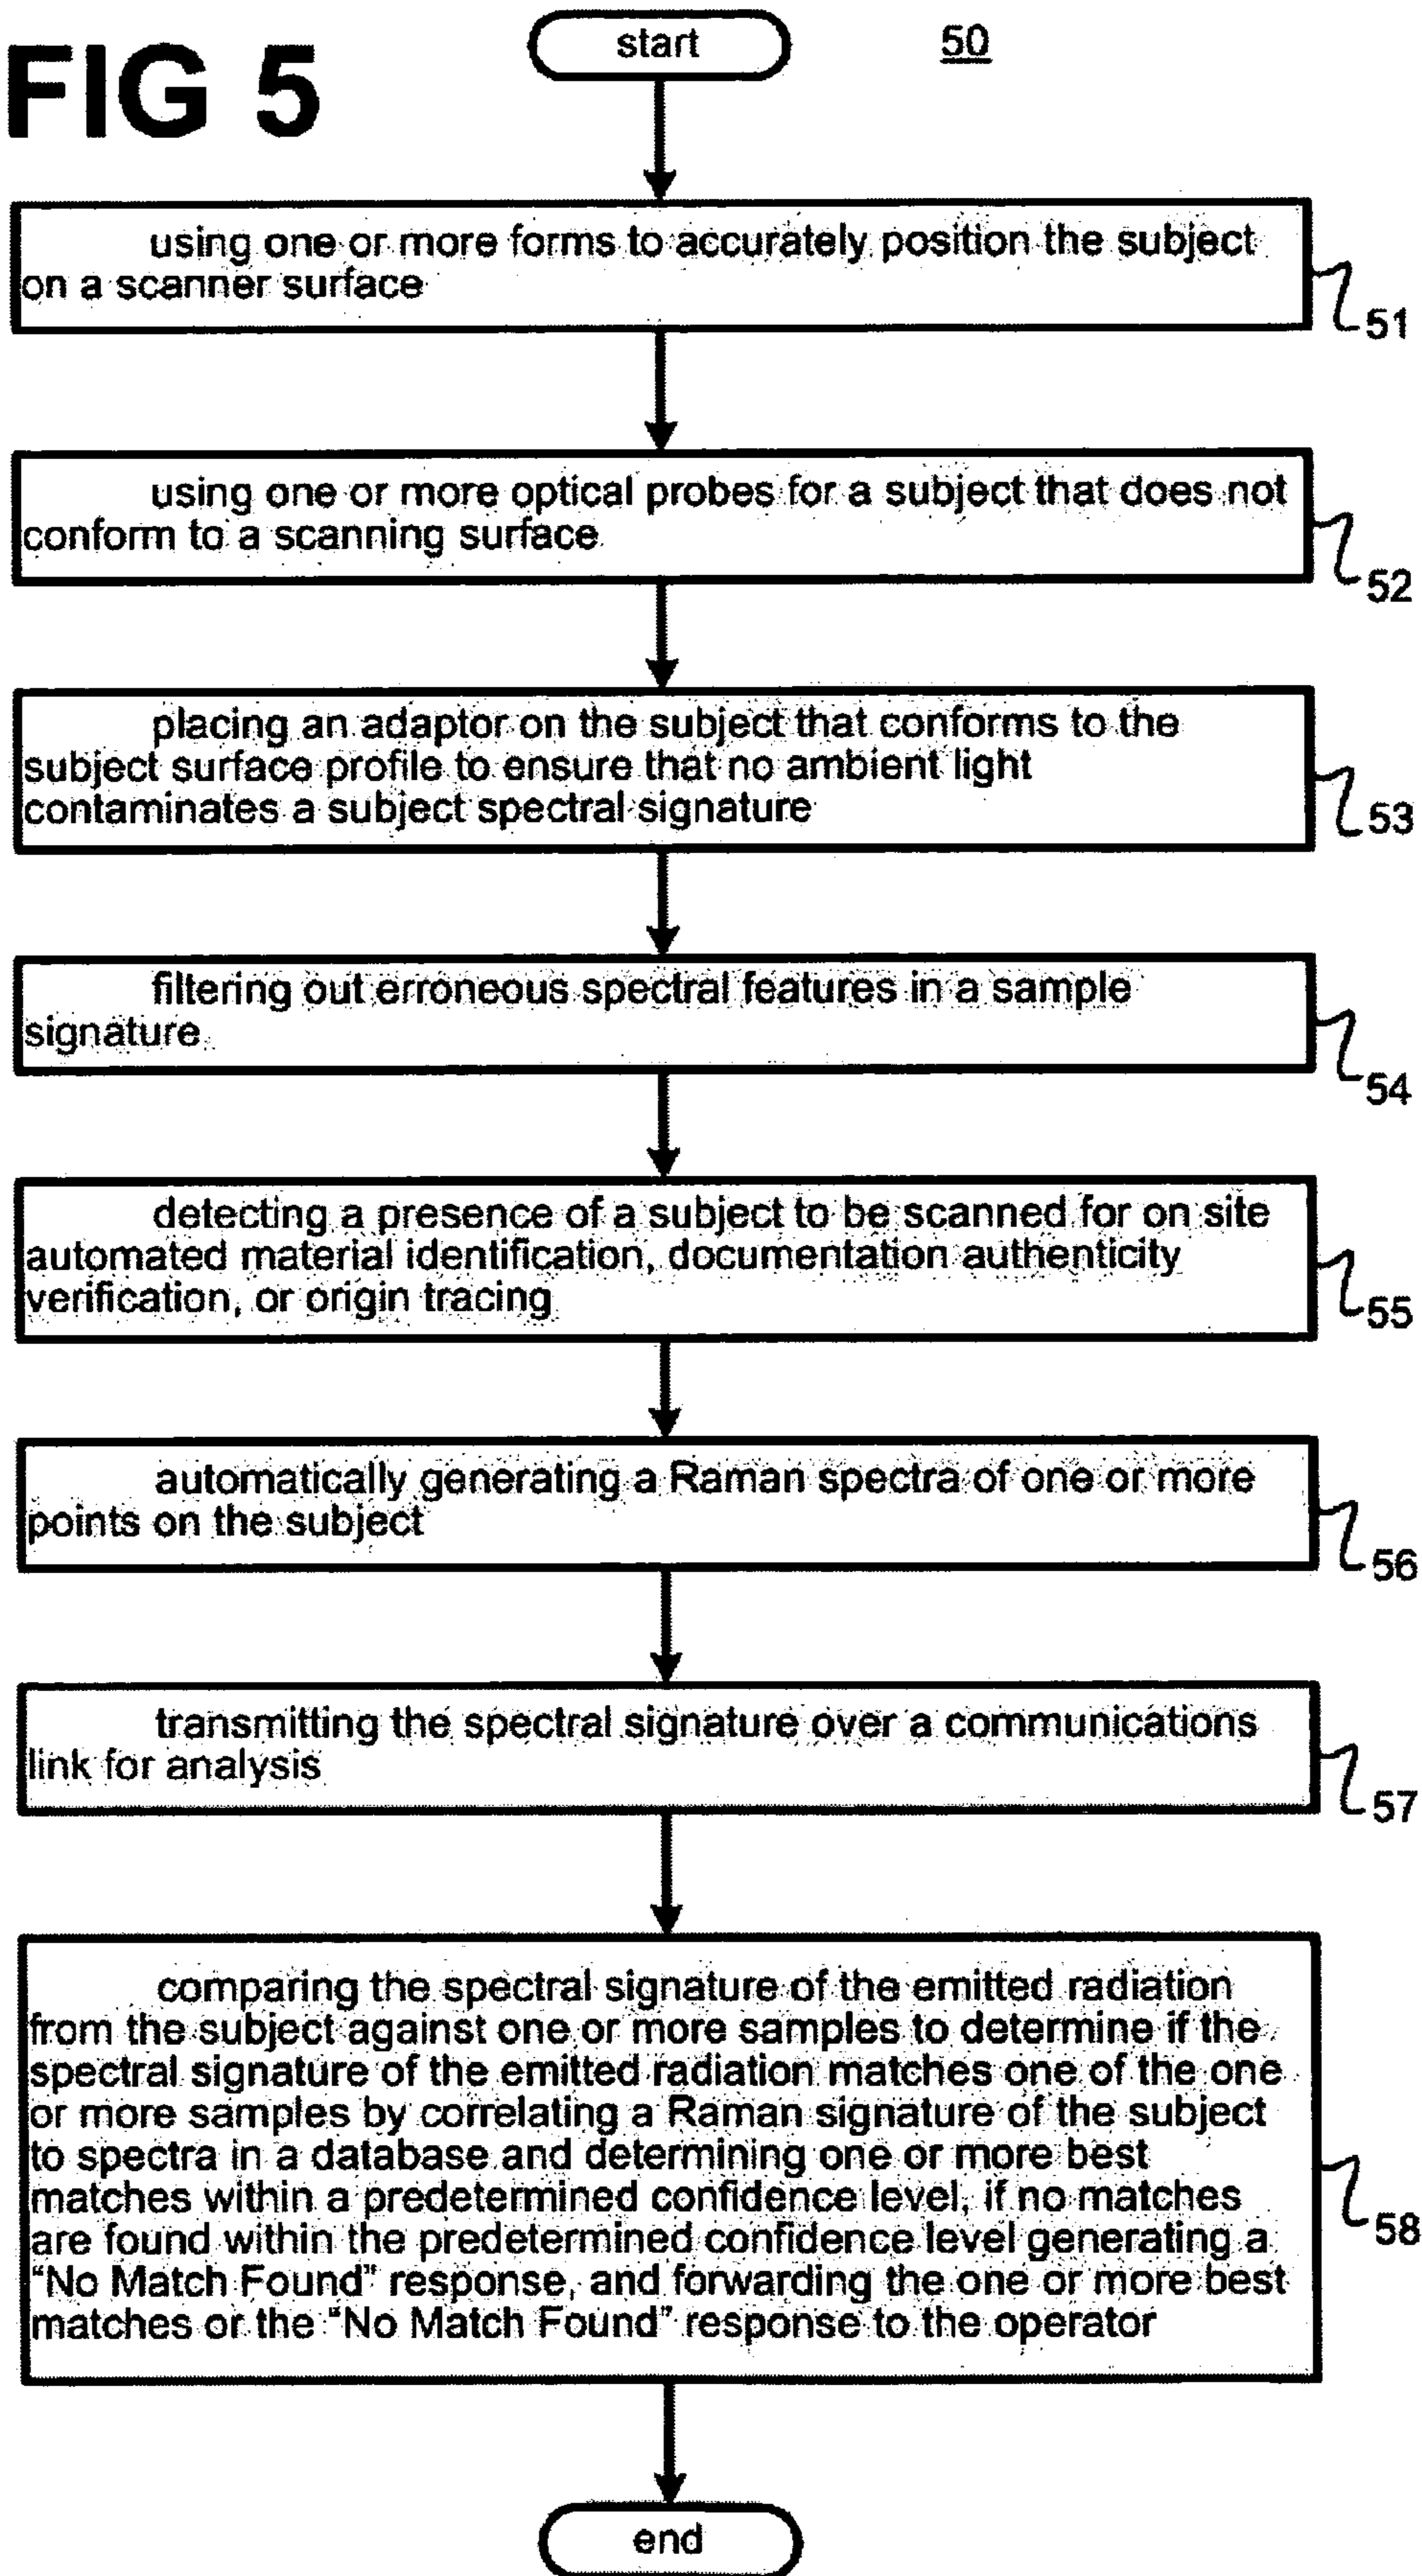 FIG 5
start
50
using one or more forms to accurately position the subject
on a scanner surface
51
using one or more optical probes for a subject that does not
conform to a scanning surface
52
placing an adaptor on the subject that conforms to the
subject surface profile to ensure that no ambient light
contaminates a subject spectral signature
53
filtering out erroneous spectral features in a sample
signature
54
detecting a presence of a subject to be scanned for on site
automated material identification, documentation authenticity
verification, or origin tracing
55
automatically generating a Raman spectra of one or more
points on the subject
56
transmitting the spectral signature over a communications
link for analysis
57
comparing the spectral signature of the emitted radiation
from the subject against one or more samples to determine if the
spectral signature of the emitted radiation matches one of the one
or more samples by correlating a Raman signature of the subject
to spectra in a database and determining one or more best
matches within a predetermined confidence level, if no matches
are found within the predetermined confidence level generating a
"No Match Found" response, and forwarding the one or more best
matches or the "No Match Found" response to the operator
58
end